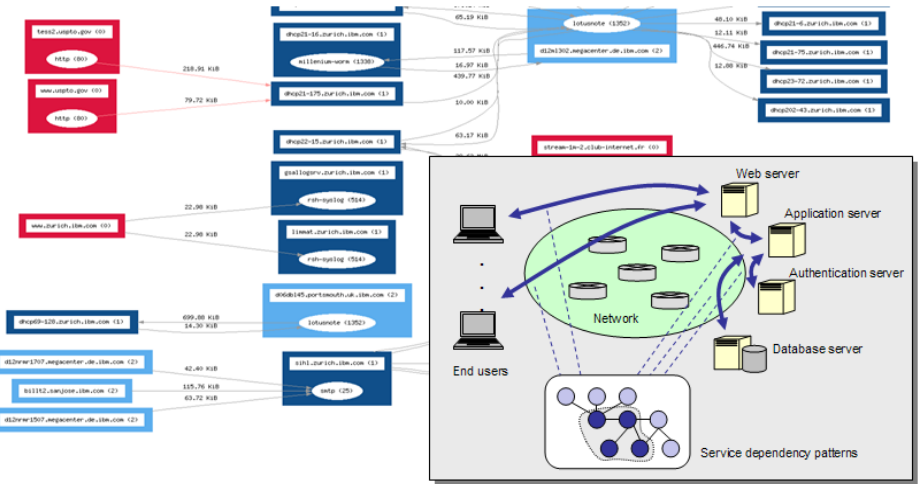 65.19 KiB
lotusnote (1352)
48.10 KiB
dhcp21-6.zurich.ibm.com (1)
tess2.uspto.gov (0)
dhcp21-16.zurich.ibm.com (1)
12.11 KiB
http (80)
millenium-worm (1338)
117.57 KiB
d12ml302.megacenter.de.ibm.com (2)
446.74 KiB
dhcp21-75.zurich.ibm.com (1)
218.91 KiB
16.97 KiB
12.08 KiB
439.77 KiB
dhcp23-72.zurich.ibm.com (1)
www.uspto.gov (0)
dhcp21-175.zurich.ibm.com (1)
79.72 KiB
10.00 KiB
dhcp202-43.zurich.ibm.com (1)
http (80)
63.17 KiB
dhcp22-15.zurich.ibm.com (1)
stream-1m-2.club-internet.fr (0)
gsallogsrv.zurich.ibm.com (1)
22.98 KiB
rsh-syslog (514)
www.zurich.ibm.com (0)
limmat.zurich.ibm.com (1)
22.98 KiB
rsh-syslog (514)
d06db145.portsmouth.uk.ibm.com (2)
dhcp69-128.zurich.ibm.com (1)
699.88 KiB
14.30 KiB
lotusnote (1352)
d12nrmr1707.megacenter.de.ibm.com (2)
sihl.zurich.ibm.com (1)
42.40 KiB
billt2.sanjose.ibm.com (2)
115.76 KiB
smtp (25)
63.72 KiB
d12nrmr1507.megacenter.de.ibm.com (2)
Web server
Application server
Authentication server
Network
Database server
End users
Service dependency patterns